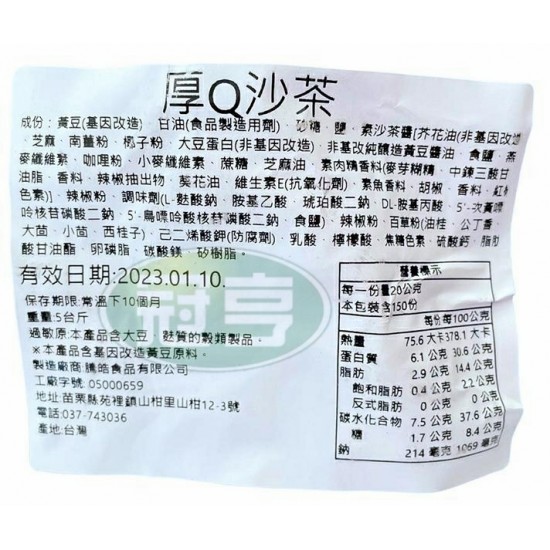 厚Q沙茶
成份：黃豆(基因改造)、甘油(食品製造用劑)、砂糖、鹽、素沙茶醬[芥花油(非基因改造
、芝麻、南薑粉、椰子粉、大豆蛋白(非基因改造)、非基改純釀造黃豆醬油、食鹽、燕
麥纖維、咖哩粉、小麥纖維素、蔗糖、芝麻油、素肉精香料(麥芽糊精、中鍊三酸甘
油脂、香料、辣椒抽出物、葵花油、維生素E(抗氧化劑)、素魚香料、胡椒、香料、紅
色素)]、辣椒粉、調味劑(L-麩酸鈉、胺基乙酸、琥珀酸二鈉、DL-胺基丙酸、5'-次黃嘌
呤核苷磷酸二鈉、5'-鳥嘌呤酸核苷磷酸二鈉、食鹽)、辣椒粉、百草粉(油桂、公丁香、
大茴、小茴、西桂子)、己二烯酸鉀(防腐劑)、乳酸、檸檬酸、焦糖色素、硫酸鈣、脂肪
酸甘油酯、卵磷脂、碳酸鎂、矽樹脂。
有效日期:2023.01.10.
保存期限:常溫下10個月
重量:5台斤
過敏原:本產品含大豆、麩質的穀類製品。
※本產品含基因改造黃豆原料。
製造廠商:騰皓食品有限公司
工廠字號:05000659
地址:苗栗縣苑裡鎮山柑里山柑12-3號
電話:037-743036
產地:台灣
冠亨
營養標示
每一份量20公克
本包裝含150份
每份 每100公克
熱量 75.6 大卡 378.1 大卡
蛋白質 6.1 公克 30.6 公克
脂肪 2.9 公克 14.4 公克
飽和脂肪 0.4 公克 2.2 公克
反式脂肪 0 公克 0 公克
碳水化合物 7.5 公克 37.6 公克
糖 1.7 公克 8.4 公克
鈉 214 毫克 1069 毫克